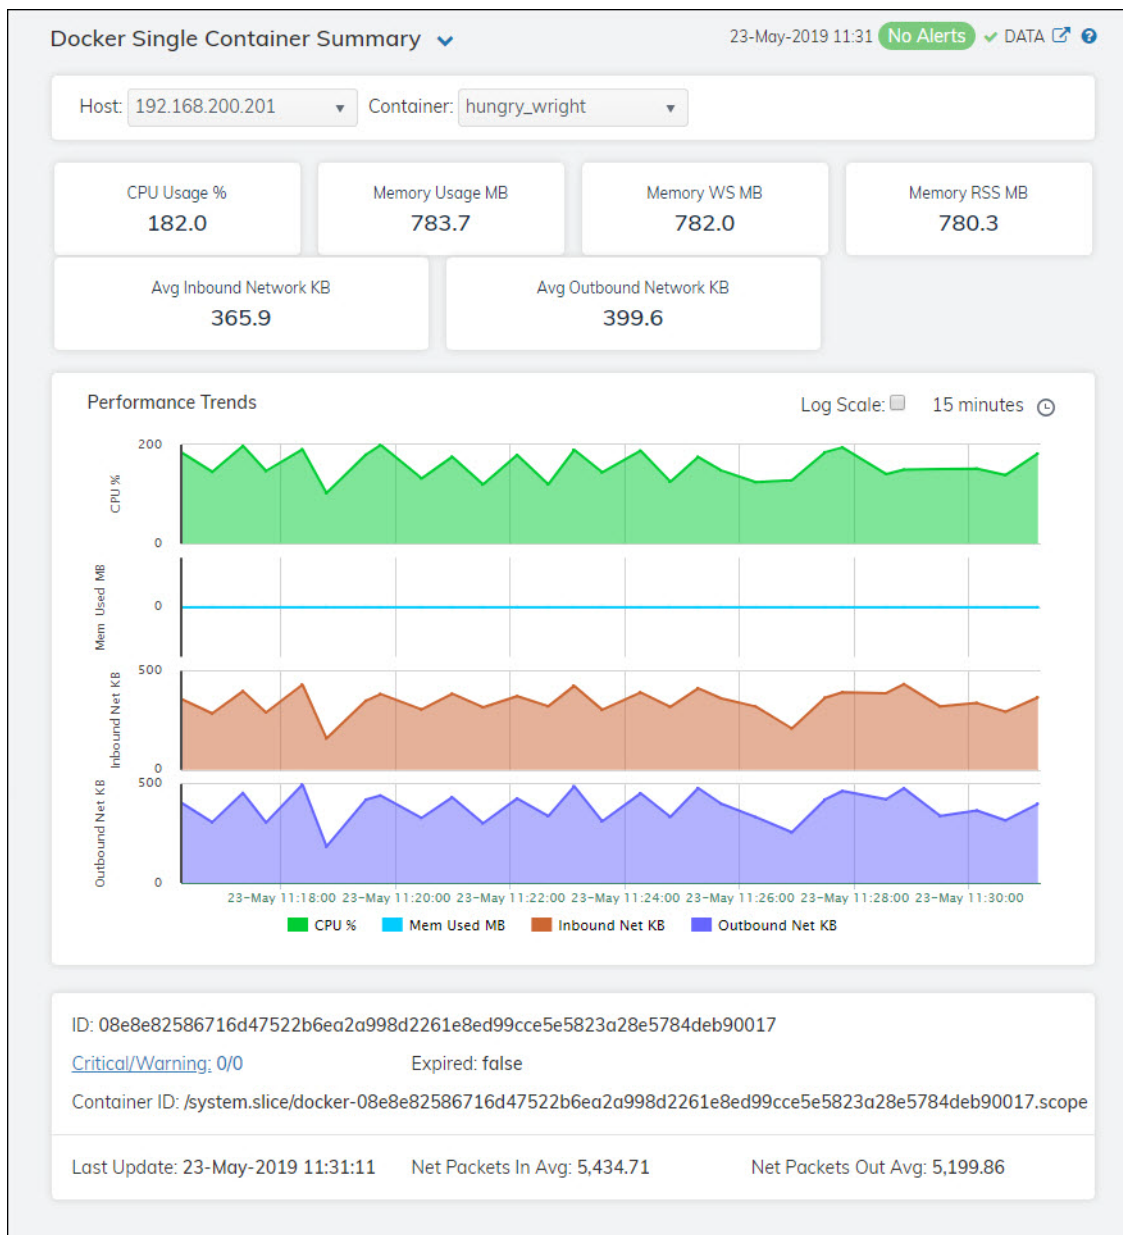 Docker Single Container Summary
23-May-2019 11:31 No Alerts DATA
Host: 192.168.200.201 Container: hungry_wright
CPU Usage %
182.0
Memory Usage MB
783.7
Memory WS MB
782.0
Memory RSS MB
780.3
Avg Inbound Network KB
365.9
Avg Outbound Network KB
399.6
Performance Trends
Log Scale: 15 minutes
200
CPU %
0
Mem Used MB
0
500
Inbound Net KB
0
500
Outbound Net KB
0
23-May 11:18:00 23-May 11:20:00 23-May 11:22:00 23-May 11:24:00 23-May 11:26:00 23-May 11:28:00 23-May 11:30:00
CPU % Mem Used MB Inbound Net KB Outbound Net KB
ID: 08e8e82586716d47522b6ea2a998d2261e8ed99cce5e5823a28e5784deb90017
Critical/Warning: 0/0 Expired: false
Container ID: /system.slice/docker-08e8e82586716d47522b6ea2a998d2261e8ed99cce5e5823a28e5784deb90017.scope
Last Update: 23-May-2019 11:31:11 Net Packets In Avg: 5,434.71 Net Packets Out Avg: 5,199.86